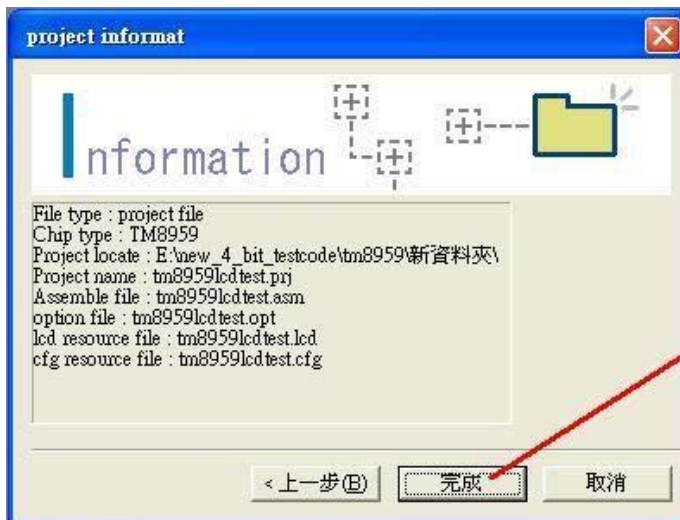 project informat
Information
File type : project file
Chip type : TM8959
Project locate : E:\new_4_bit_testcode\tm8959\新資料夾\
Project name : tm8959lcdtest.prj
Assemble file : tm8959lcdtest.asm
option file : tm8959lcdtest.opt
lcd resource file : tm8959lcdtest.lcd
cfg resource file : tm8959lcdtest.cfg
<上一步(B) 完成 取消